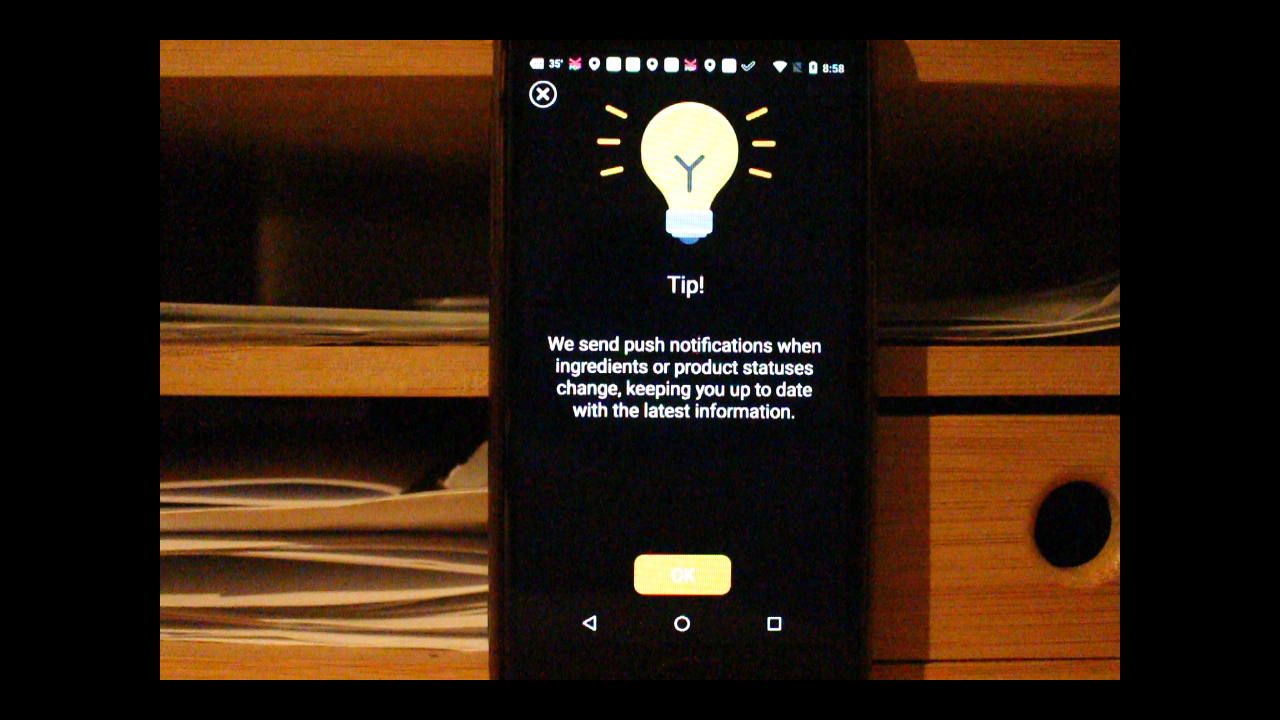 35° 8:58
Tip!
We send push notifications when
ingredients or product statuses
change, keeping you up to date
with the latest information.
OK